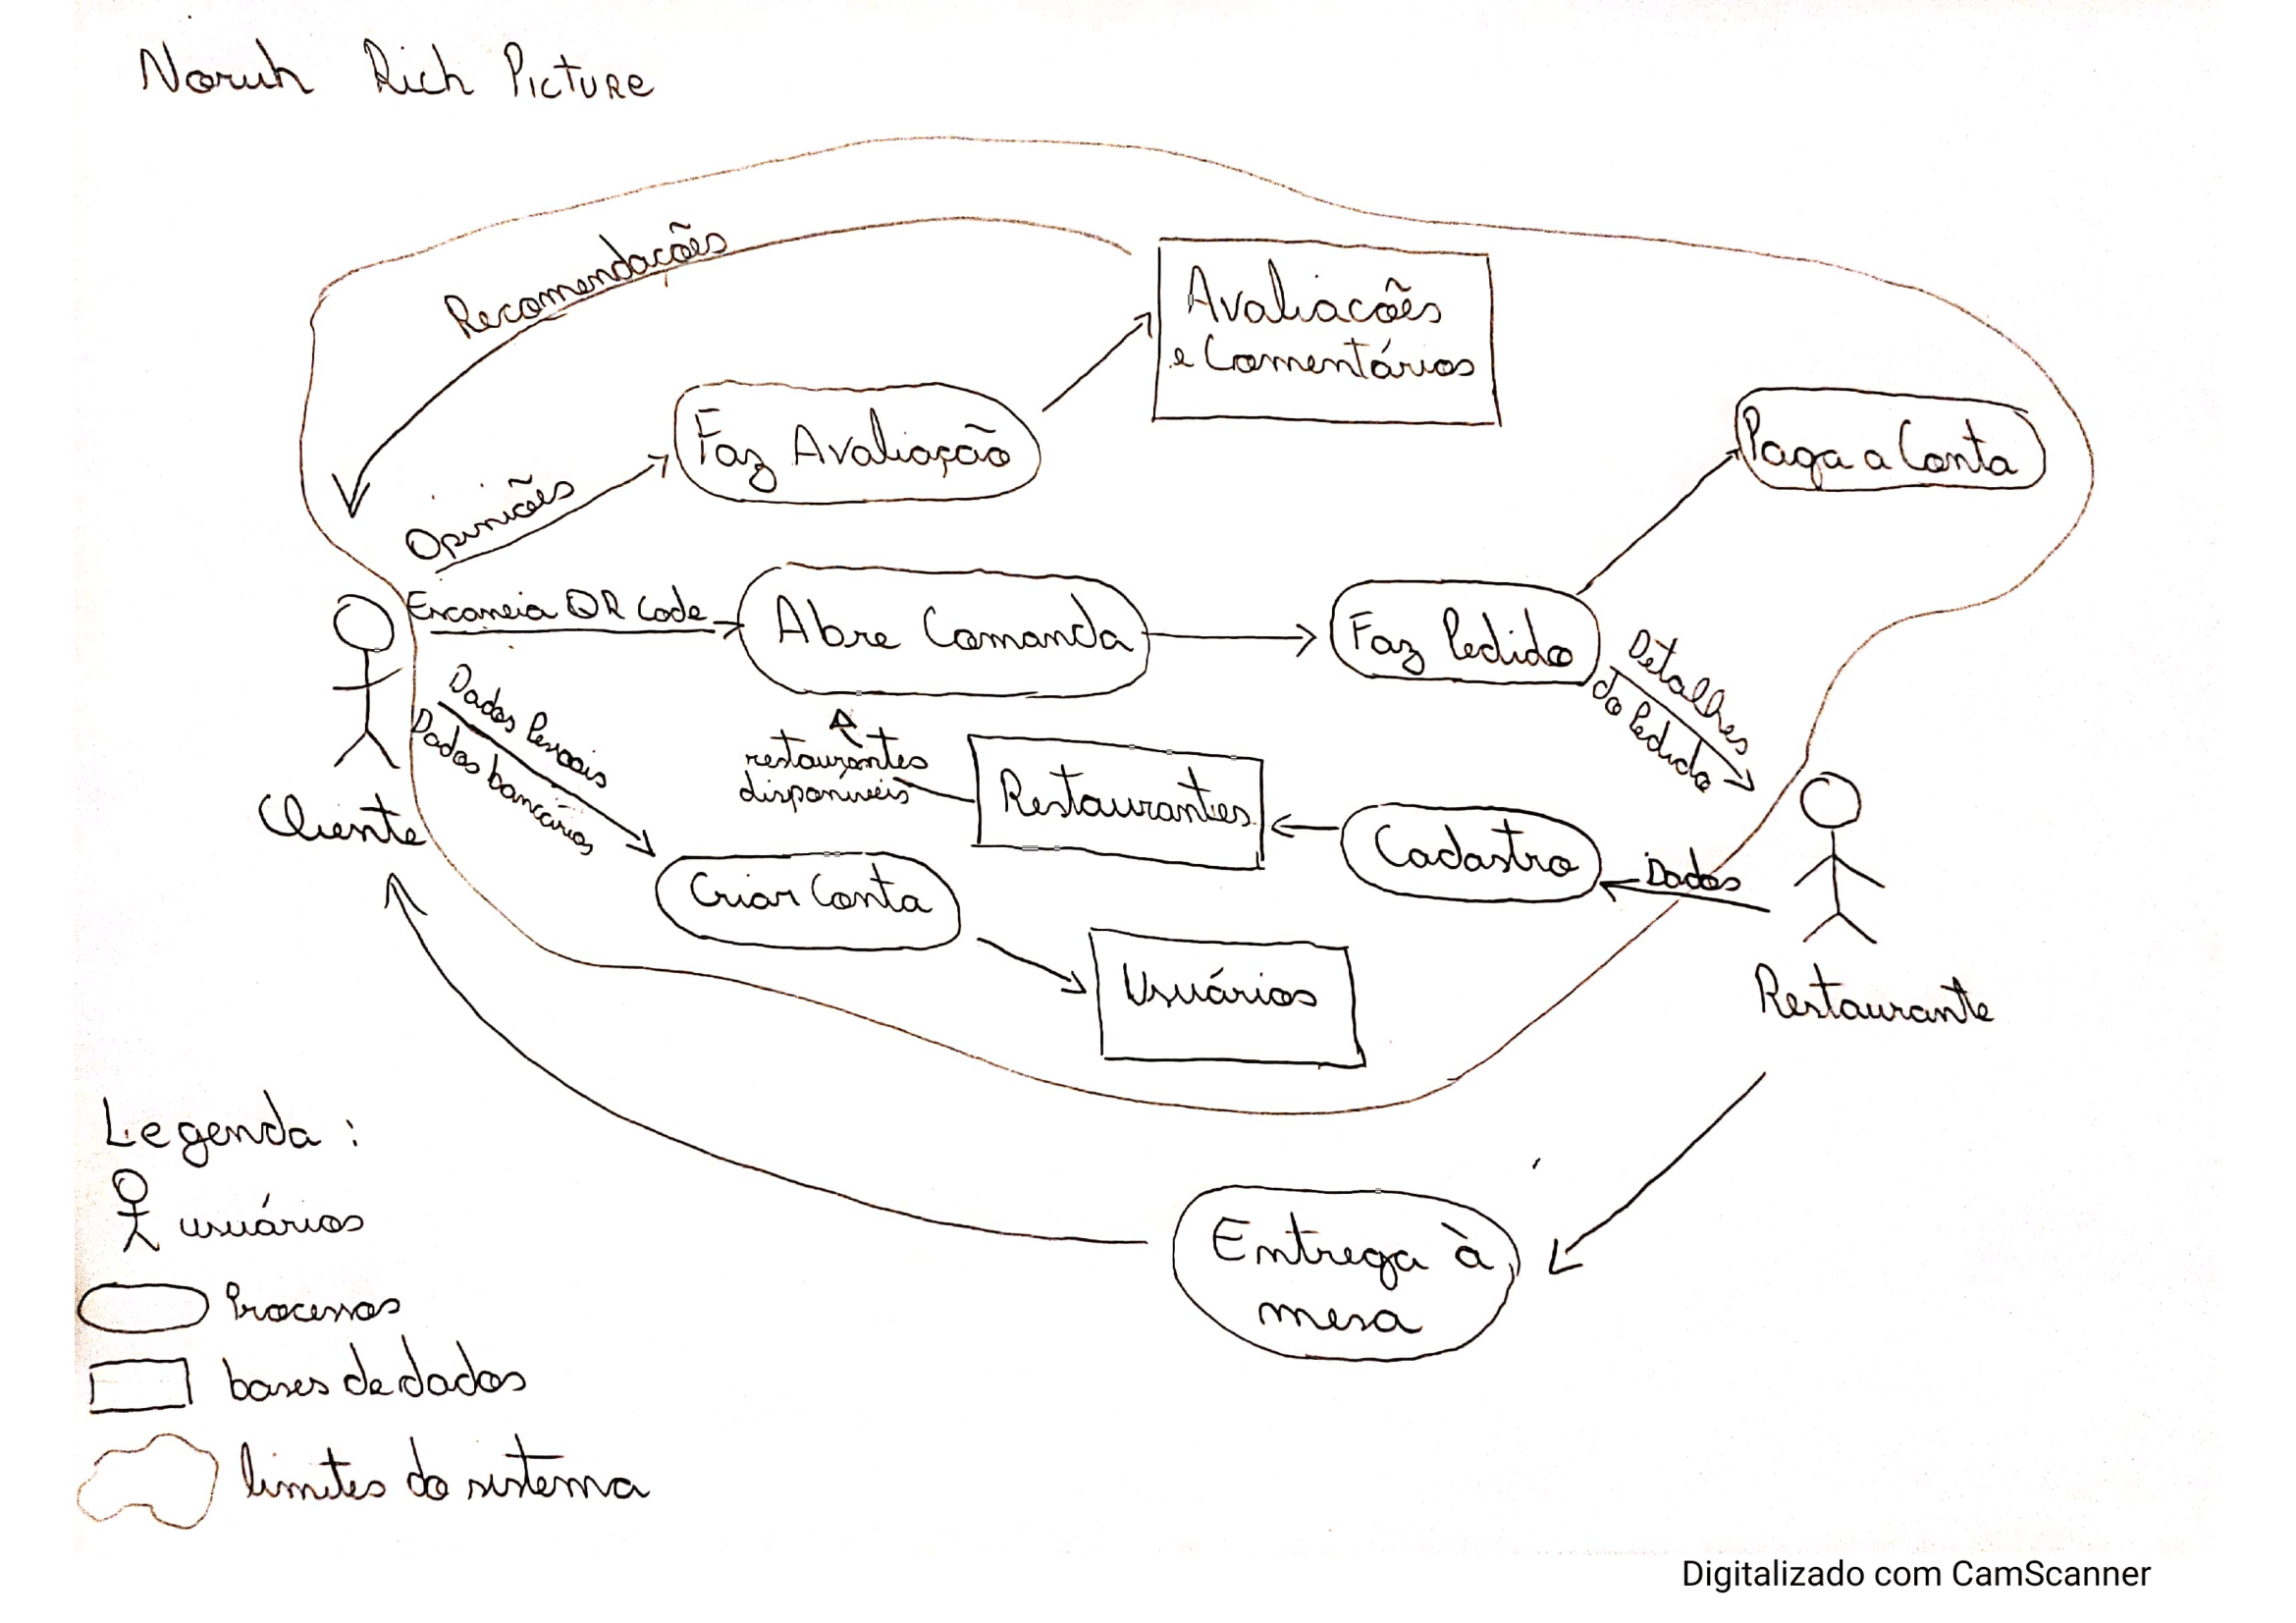 Noruh Rich Picture
Recomendacões
Avaliacões
e Comentários
Faz Avaliação
Paga a Conta
Opiniões
Escaneia QR Code
Abre Comanda
Faz Pedido
Detalhes
do Pedido
Dados Pessoais
Dados bancários
restaurantes
disponíveis
Restaurantes
Cadastro
Dados
Cliente
Criar Conta
Usuários
Restaurante
Entrega à
mesa
Legenda :
usuários
Processos
bases de dados
limites do sistema
Digitalizado com CamScanner